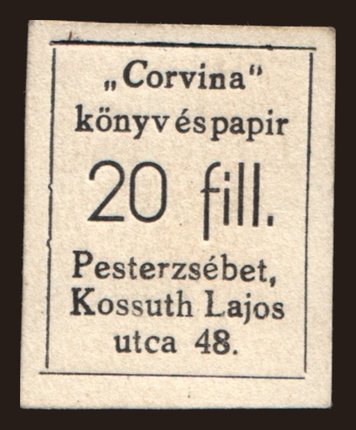 „Corvina"
könyv és papir
20 fill.
Pesterzsébet,
Kossuth Lajos
utca 48.